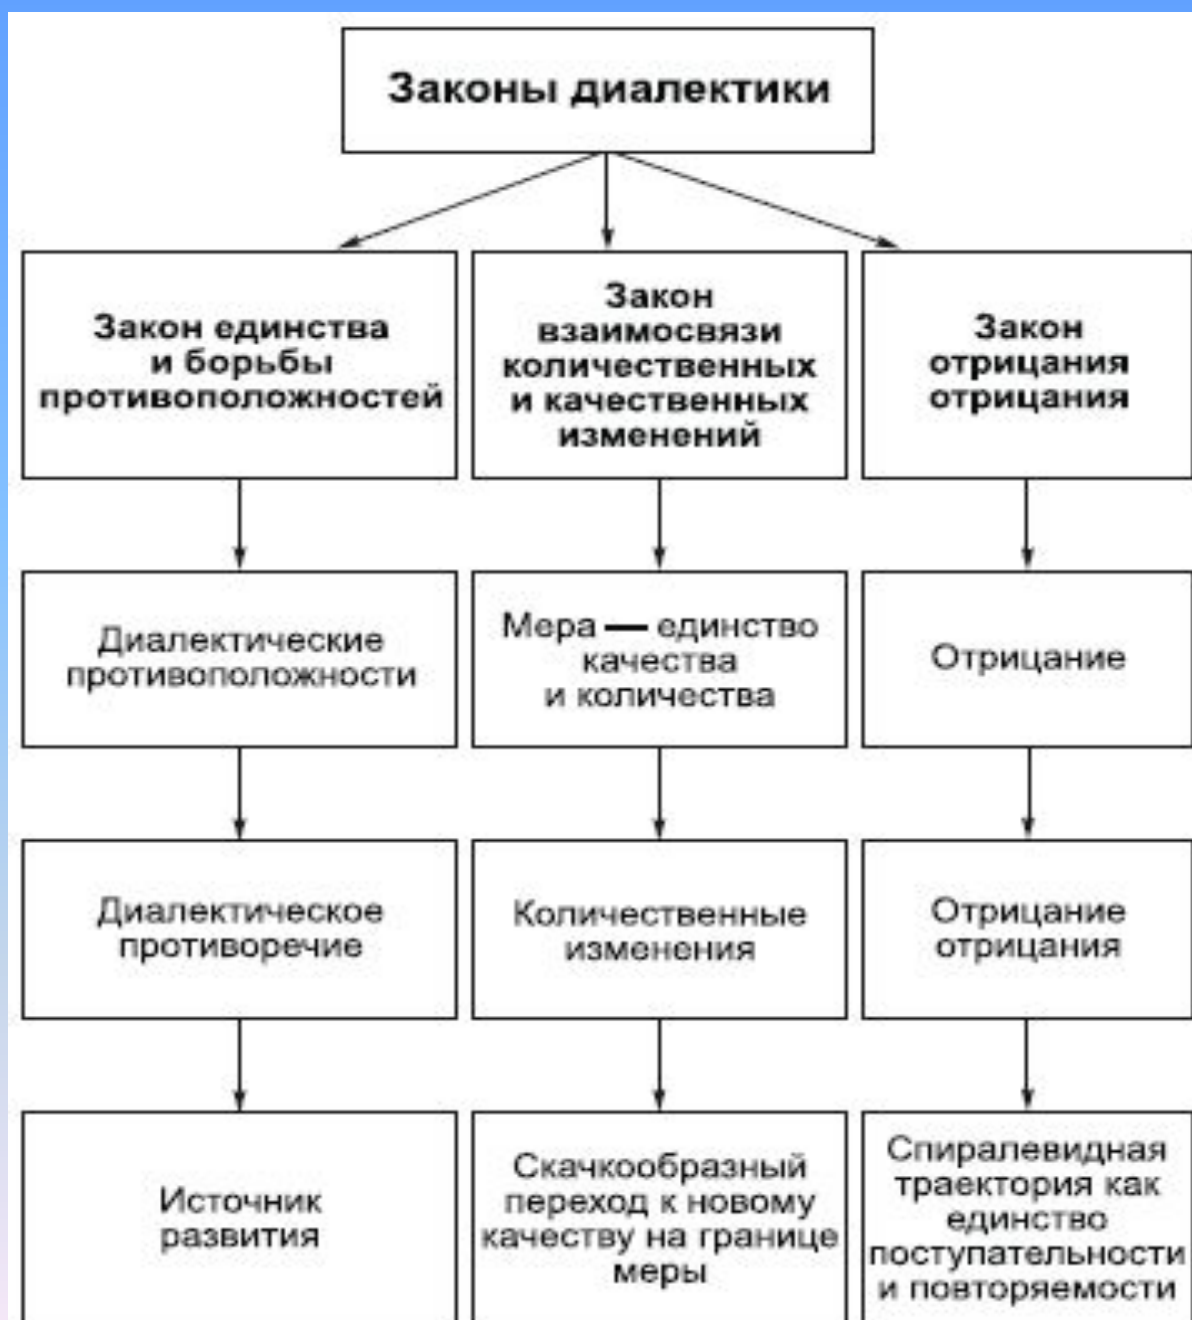 Законы диалектики
Закон единства
и борьбы
противоположностей
Закон
взаимосвязи
количественных
и качественных
изменений
Закон
отрицания
отрицания
Диалектические
противоположности
Мера — единство
качества
и количества
Отрицание
Диалектическое
противоречие
Количественные
изменения
Отрицание
отрицания
Источник
развития
Скачкообразный
переход к новому
качеству на границе
меры
Спиралевидная
траектория как
единство
поступательности
и повторяемости